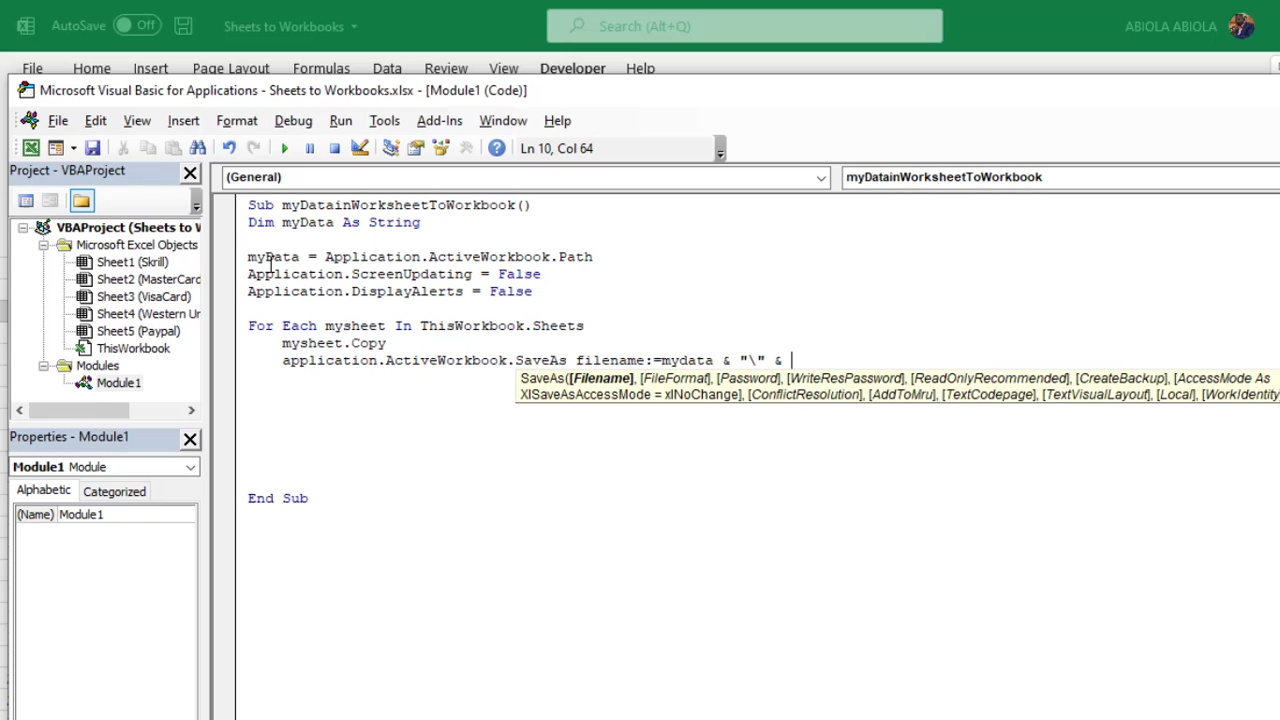 AutoSave Off Sheets to Workbooks Search (Alt+Q) ABIOLA ABIOLA
File Home Insert Page Layout Formulas Data Review View Developer Help
Microsoft Visual Basic for Applications - Sheets to Workbooks.xlsx - [Module1 (Code)]
File Edit View Insert Format Debug Run Tools Add-Ins Window Help
Ln 10, Col 64
Project - VBAProject
(General) myDatainWorksheetToWorkbook
VBAProject (Sheets to W
Microsoft Excel Objects
Sheet1 (Skrill)
Sheet2 (MasterCard
Sheet3 (VisaCard)
Sheet4 (Western Un
Sheet5 (Paypal)
ThisWorkbook
Modules
Module1
Properties - Module1
Module1 Module
Alphabetic Categorized
(Name) Module1
Sub myDatainWorksheetToWorkbook()
Dim myData As String
myData = Application.ActiveWorkbook.Path
Application.ScreenUpdating = False
Application.DisplayAlerts = False
For Each mysheet In ThisWorkbook.Sheets
mysheet.Copy
application.ActiveWorkbook.SaveAs filename:=mydata & "\" &
SaveAs([Filename], [FileFormat], [Password], [WriteResPassword], [ReadOnlyRecommended], [CreateBackup], [AccessMode As
XlSaveAsAccessMode = xlNoChange], [ConflictResolution], [AddToMru], [TextCodepage], [TextVisualLayout], [Local], [WorkIdentity
End Sub